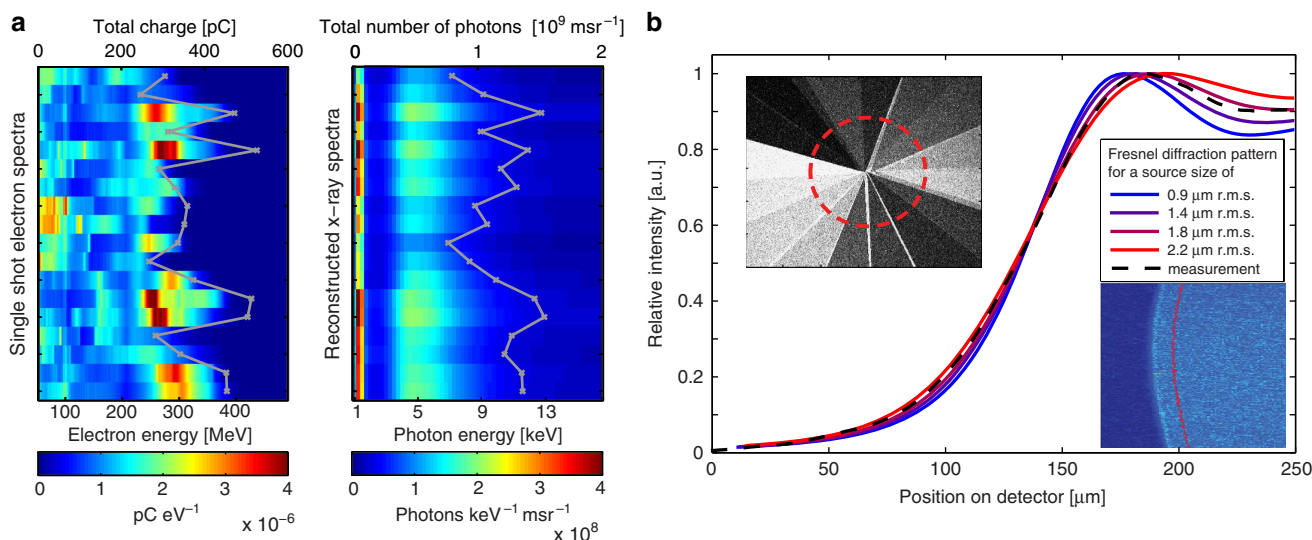 a
Total charge [pC]
0 200 400 600
Single shot electron spectra
100 200 300 400
Electron energy [MeV]
0 1 2 3 4
pC eV⁻¹
x 10⁻⁶
Total number of photons [10⁹ msr⁻¹]
0 1 2
Reconstructed x−ray spectra
1 5 9 13
Photon energy [keV]
0 1 2 3 4
Photons keV⁻¹ msr⁻¹
x 10⁸
b
Relative intensity [a.u.]
1
0.8
0.6
0.4
0.2
0
0 50 100 150 200 250
Position on detector [µm]
Fresnel diffraction pattern
for a source size of
0.9 µm r.m.s.
1.4 µm r.m.s.
1.8 µm r.m.s.
2.2 µm r.m.s.
measurement